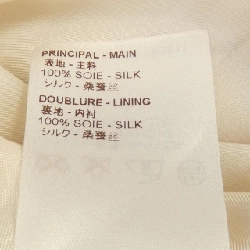 PRINCIPAL - MAIN
表地 - 主料
100% SOIE - SILK
シルク - 桑蚕丝
DOUBLURE - LINING
裏地 - 内衬
100% SOIE - SILK
シルク - 桑蚕丝